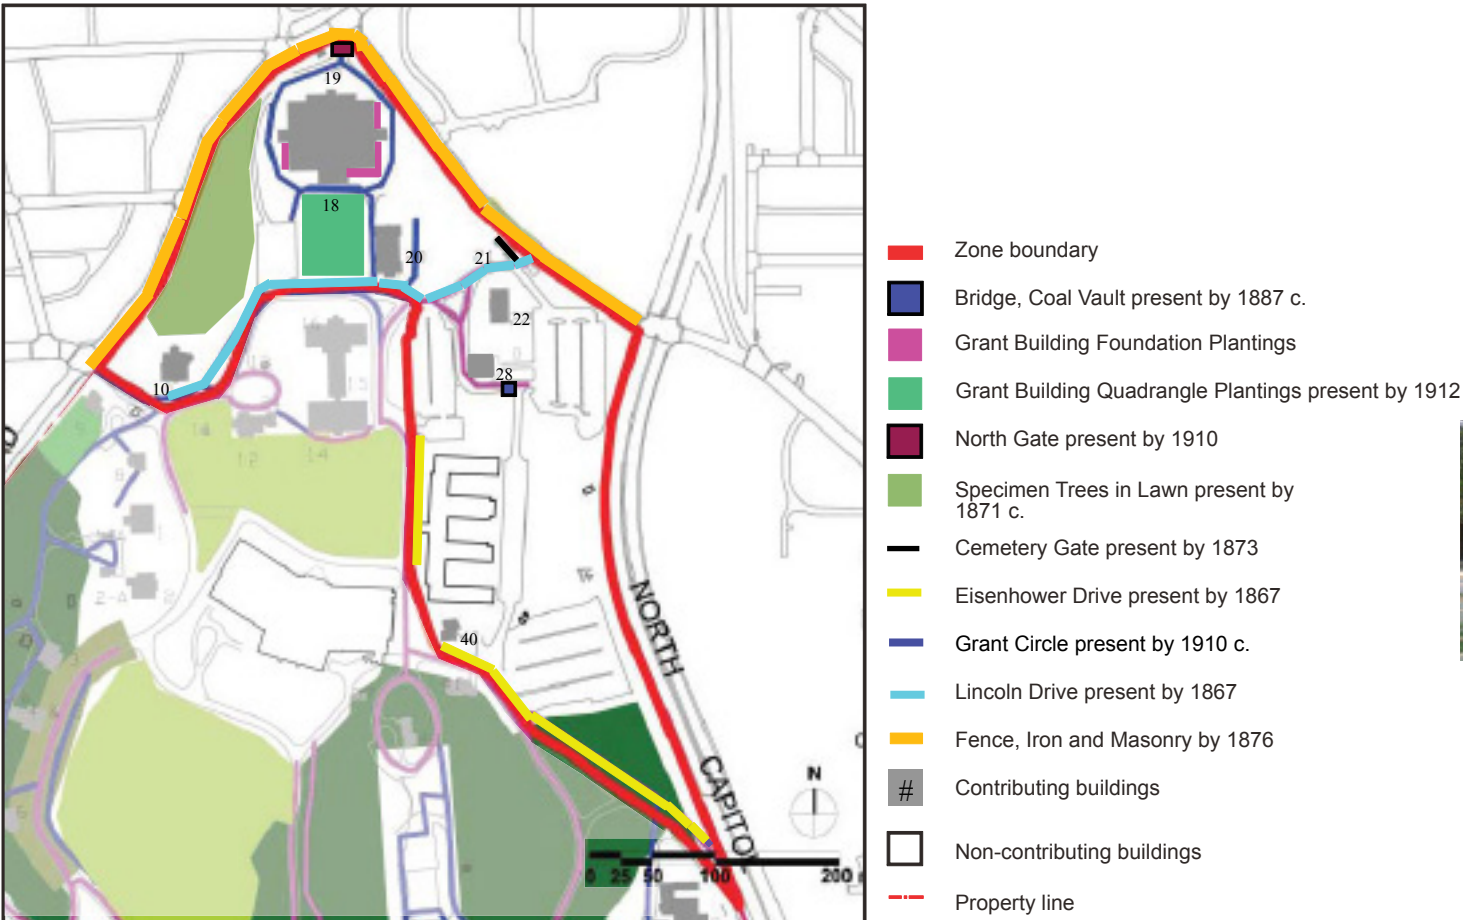 19
18
20
21
22
10
28
12
14
40
2-A
NORTH
CAPITOL
N
0 25 50 100 200
Zone boundary
Bridge, Coal Vault present by 1887 c.
Grant Building Foundation Plantings
Grant Building Quadrangle Plantings present by 1912
North Gate present by 1910
Specimen Trees in Lawn present by
1871 c.
Cemetery Gate present by 1873
Eisenhower Drive present by 1867
Grant Circle present by 1910 c.
Lincoln Drive present by 1867
Fence, Iron and Masonry by 1876
# Contributing buildings
Non-contributing buildings
Property line